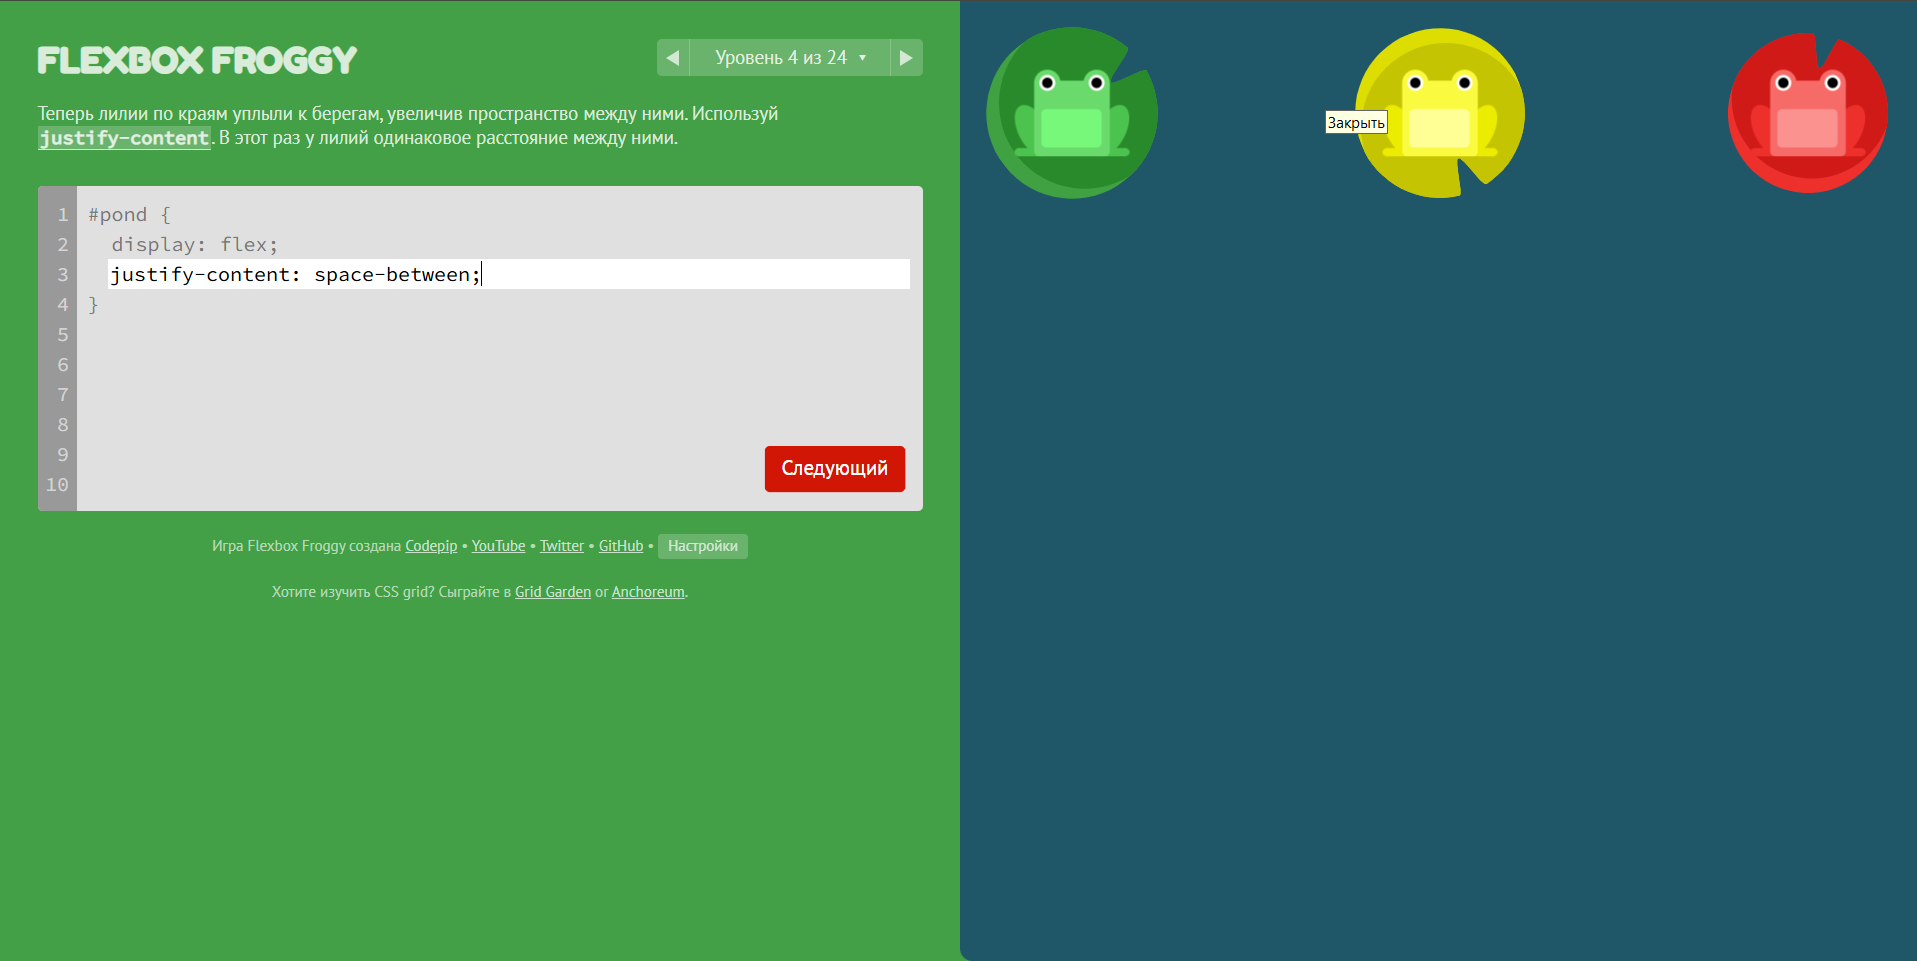 FLEXBOX FROGGY
◀ Уровень 4 из 24 ▾ ▶
Теперь лилии по краям уплыли к берегам, увеличив пространство между ними. Используй
justify-content. В этот раз у лилий одинаковое расстояние между ними.
1 #pond {
2 display: flex;
3 justify-content: space-between;
4 }
5
6
7
8
9
10
Следующий
Игра Flexbox Froggy создана Codepip • YouTube • Twitter • GitHub • Настройки
Хотите изучить CSS grid? Сыграйте в Grid Garden or Anchoreum.
Закрыть